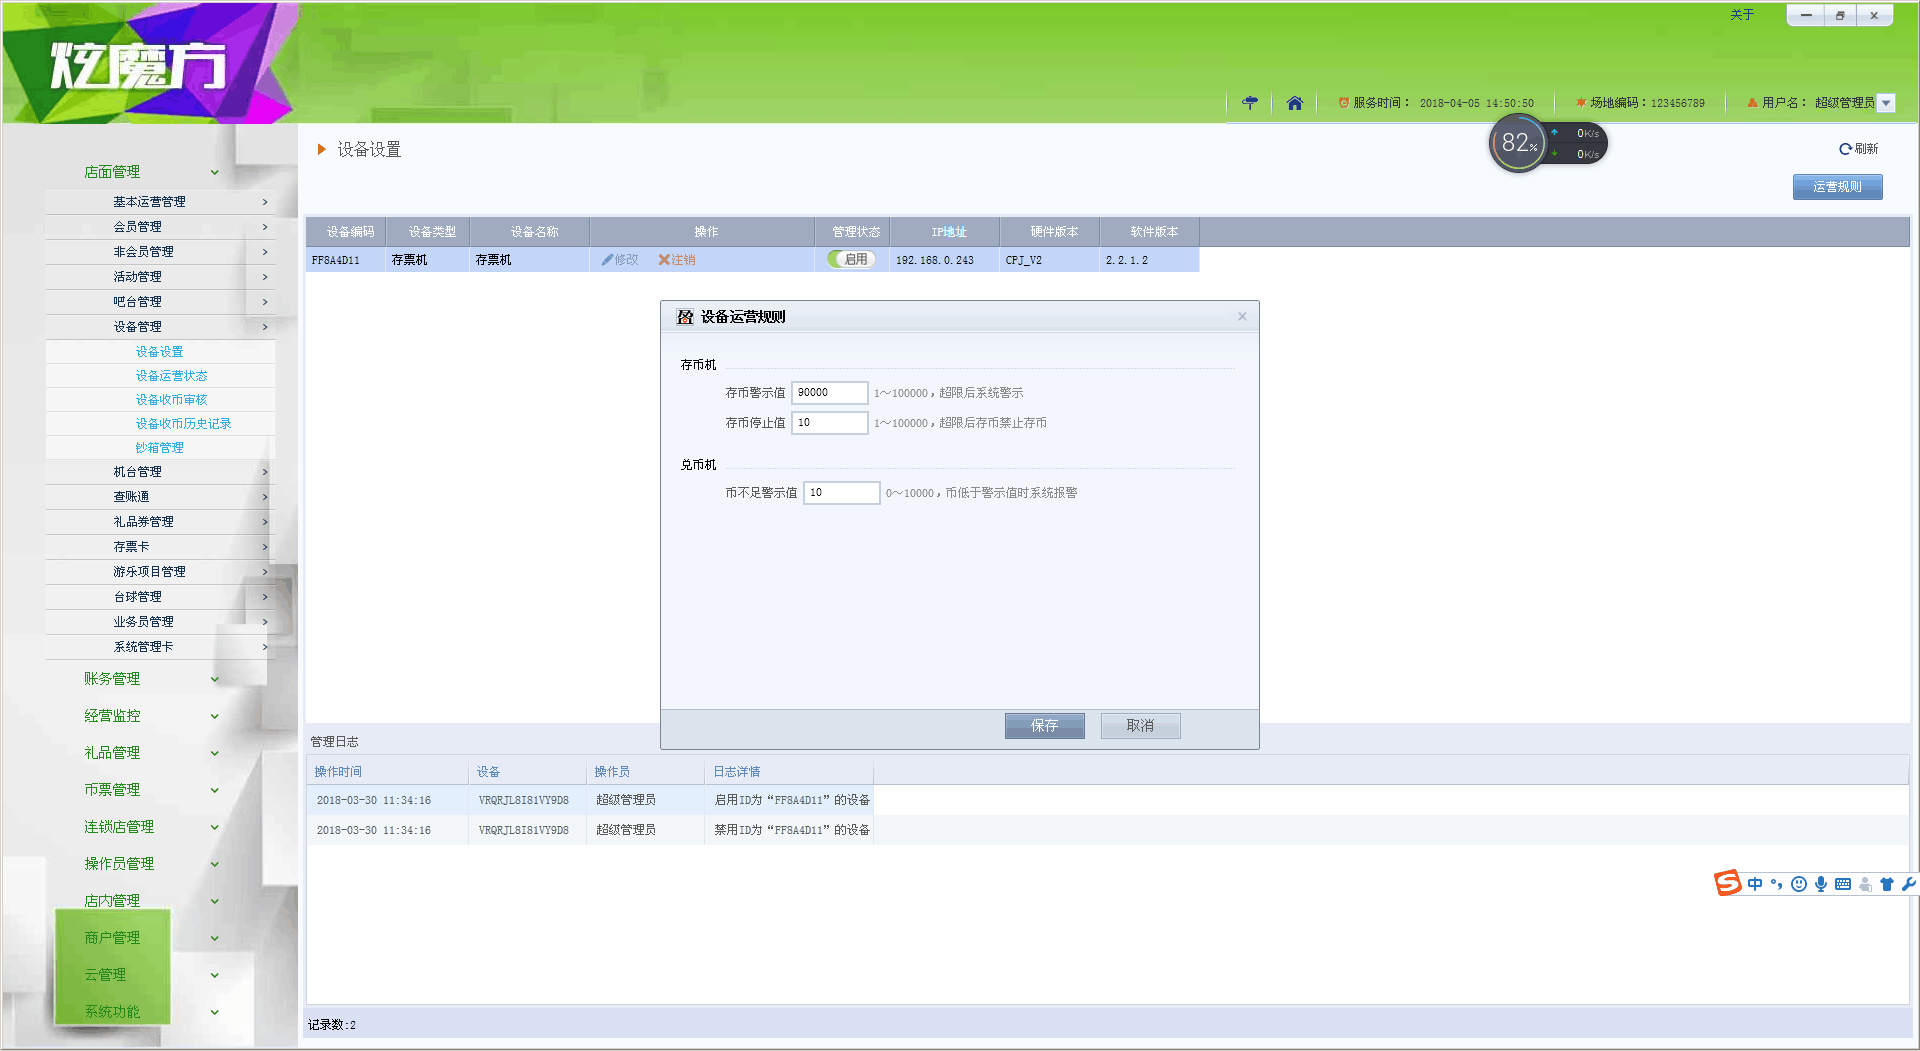 炫魔方
关于
服务时间： 2018-04-05 14:50:50
场地编码：123456789
用户名： 超级管理员
82%
0K/s
0K/s
设备设置
刷新
运营规则
店面管理
基本运营管理
会员管理
非会员管理
活动管理
吧台管理
设备管理
设备设置
设备运营状态
设备收币审核
设备收币历史记录
钞箱管理
机台管理
查账通
礼品券管理
存票卡
游乐项目管理
台球管理
业务员管理
系统管理卡
账务管理
经营监控
礼品管理
币票管理
连锁店管理
操作员管理
店内管理
商户管理
云管理
系统功能
设备编码 设备类型 设备名称 操作 管理状态 IP地址 硬件版本 软件版本
FF8A4D11 存票机 存票机 修改 注销 启用 192.168.0.243 CPJ_V2 2.2.1.2
设备运营规则
存币机
存币警示值 90000 1～100000，超限后系统警示
存币停止值 10 1～100000，超限后存币禁止存币
兑币机
币不足警示值 10 0～10000，币低于警示值时系统报警
保存 取消
管理日志
操作时间 设备 操作员 日志详情
2018-03-30 11:34:16 VRQRJL8I81VY9D8 超级管理员 启用ID为“FF8A4D11”的设备
2018-03-30 11:34:16 VRQRJL8I81VY9D8 超级管理员 禁用ID为“FF8A4D11”的设备
中
记录数:2